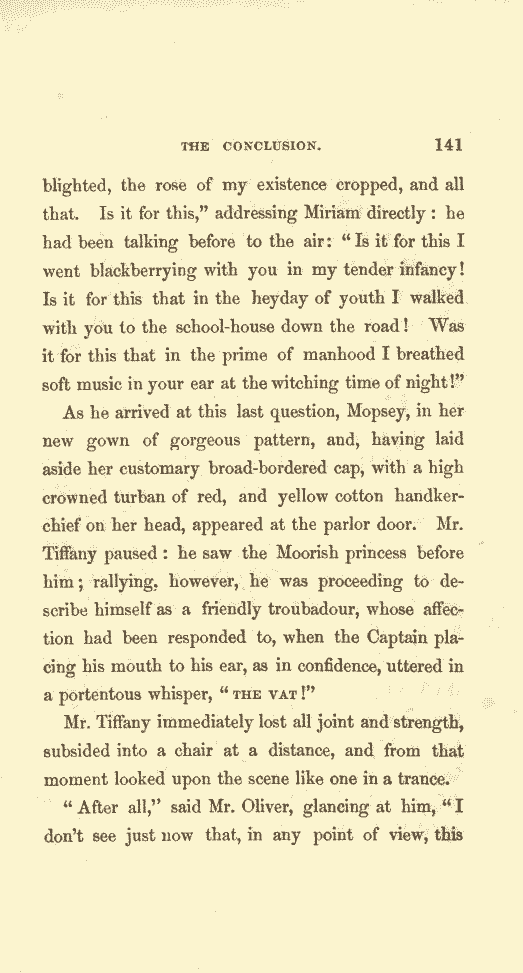 THE CONCLUSION. 141
blighted, the rose of my existence cropped, and all
that. Is it for this,” addressing Miriam directly : he
had been talking before to the air: “Is it for this I
went blackberrying with you in my tender infancy!
Is it for this that in the heyday of youth I walked
with you to the school-house down the road! Was
it for this that in the prime of manhood I breathed
soft music in your ear at the witching time of night!”
As he arrived at this last question, Mopsey, in her
new gown of gorgeous pattern, and, having laid
aside her customary broad-bordered cap, with a high
crowned turban of red, and yellow cotton handker-
chief on her head, appeared at the parlor door. Mr.
Tiffany paused : he saw the Moorish princess before
him; rallying, however, he was proceeding to de-
scribe himself as a friendly troubadour, whose affec-
tion had been responded to, when the Captain pla-
cing his mouth to his ear, as in confidence, uttered in
a portentous whisper, “THE VAT!”
Mr. Tiffany immediately lost all joint and strength,
subsided into a chair at a distance, and from that
moment looked upon the scene like one in a trance.
“After all,” said Mr. Oliver, glancing at him, “I
don’t see just now that, in any point of view, this